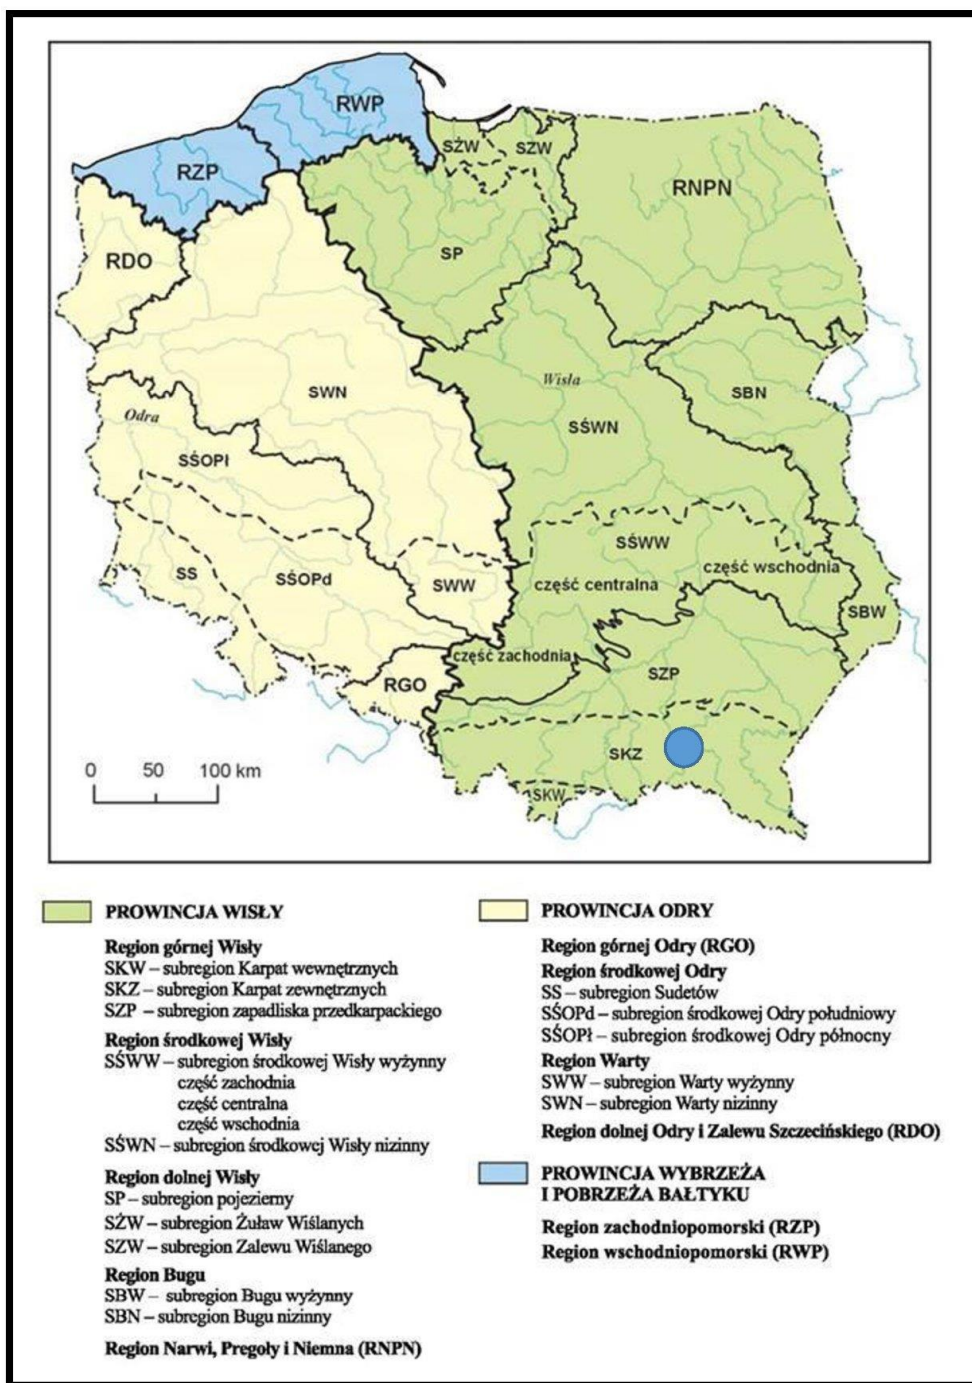 RWP
RZP
SŻW
SZW
RNPN
RDO
SP
SWN
Wisła
SBN
Odra
SŚWN
SŚOPł
SŚWW
część wschodnia
SS
SŚOPd
SWW
część centralna
SBW
część zachodnia
RGO
SZP
SKZ
SKW
0 50 100 km
PROWINCJA WISŁY
Region górnej Wisły
SKW – subregion Karpat wewnętrznych
SKZ – subregion Karpat zewnętrznych
SZP – subregion zapadliska przedkarpackiego
Region środkowej Wisły
SŚWW – subregion środkowej Wisły wyżynny
część zachodnia
część centralna
część wschodnia
SŚWN – subregion środkowej Wisły nizinny
Region dolnej Wisły
SP – subregion pojezierny
SŻW – subregion Żuław Wiślanych
SZW – subregion Zalewu Wiślanego
Region Bugu
SBW – subregion Bugu wyżynny
SBN – subregion Bugu nizinny
Region Narwi, Pregoły i Niemna (RNPN)
PROWINCJA ODRY
Region górnej Odry (RGO)
Region środkowej Odry
SS – subregion Sudetów
SŚOPd – subregion środkowej Odry południowy
SŚOPł – subregion środkowej Odry północny
Region Warty
SWW – subregion Warty wyżynny
SWN – subregion Warty nizinny
Region dolnej Odry i Zalewu Szczecińskiego (RDO)
PROWINCJA WYBRZEŻA
I POBRZEŻA BAŁTYKU
Region zachodniopomorski (RZP)
Region wschodniopomorski (RWP)